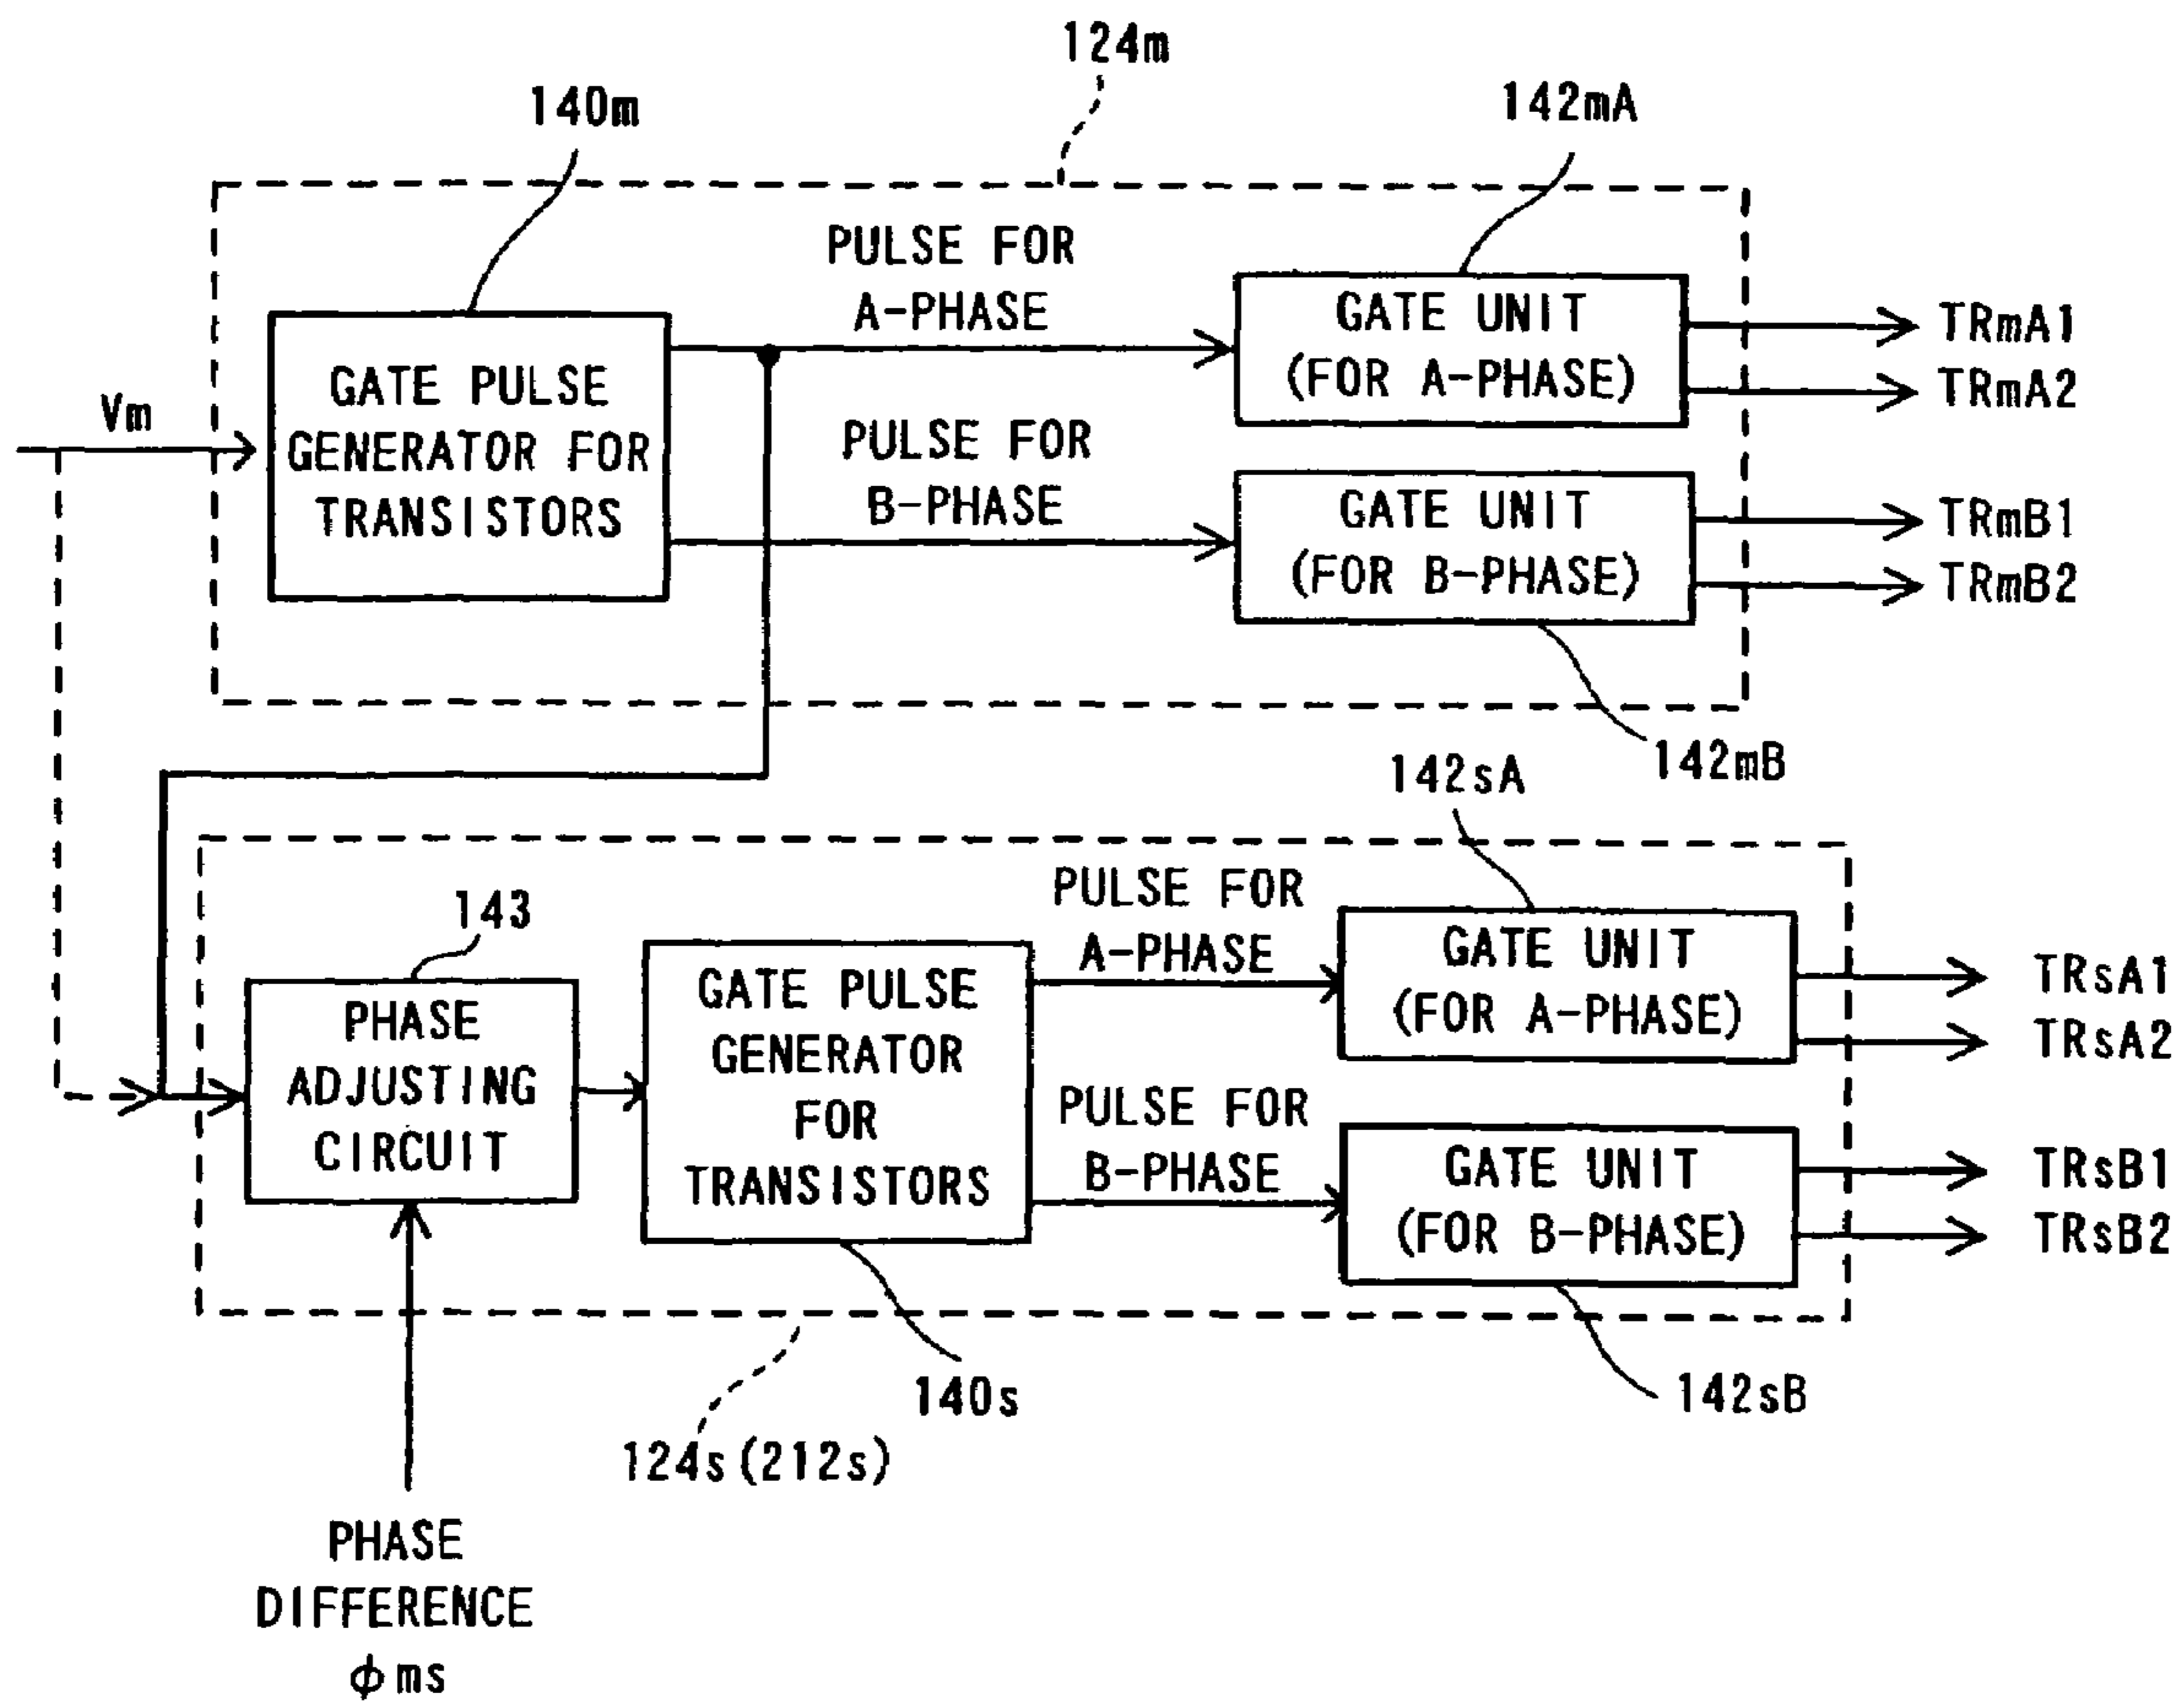 124m
140m
142mA
PULSE FOR
A-PHASE
GATE UNIT
(FOR A-PHASE)
TRmA1
TRmA2
Vm
GATE PULSE
GENERATOR FOR
TRANSISTORS
PULSE FOR
B-PHASE
GATE UNIT
(FOR B-PHASE)
TRmB1
TRmB2
142mB
142sA
143
PHASE
ADJUSTING
CIRCUIT
GATE PULSE
GENERATOR
FOR
TRANSISTORS
PULSE FOR
A-PHASE
GATE UNIT
(FOR A-PHASE)
TRsA1
TRsA2
PULSE FOR
B-PHASE
GATE UNIT
(FOR B-PHASE)
TRsB1
TRsB2
140s
142sB
124s(212s)
PHASE
DIFFERENCE
φms